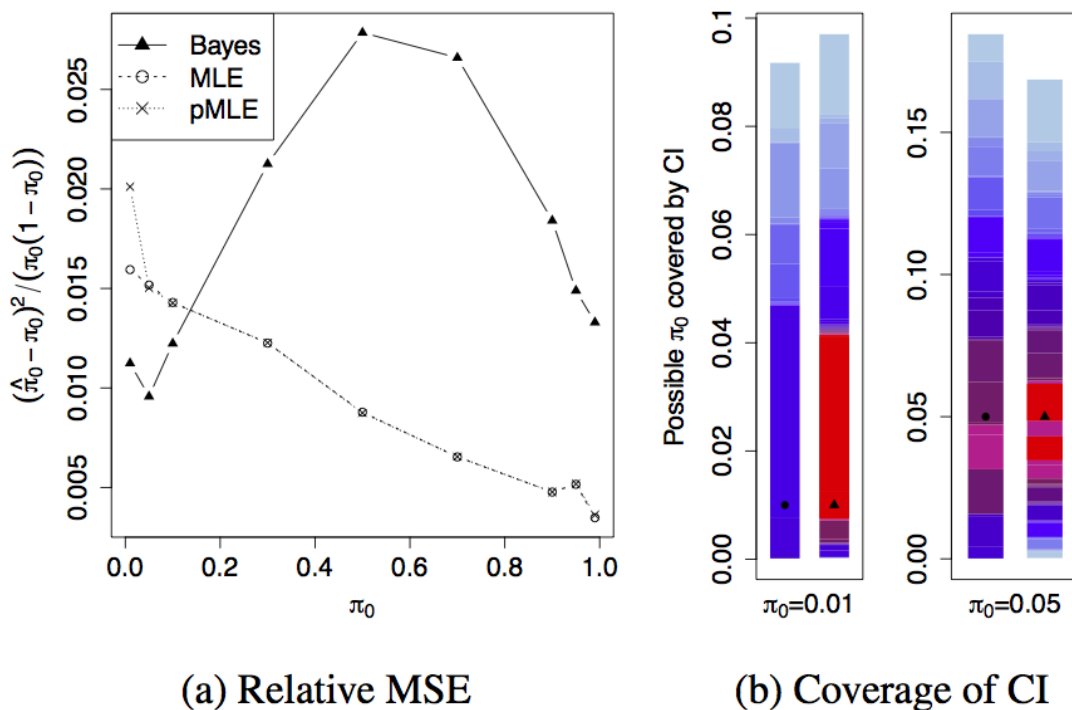 Bayes
MLE
pMLE
(π̂₀ − π₀)² / (π₀(1 − π₀))
0.005 0.010 0.015 0.020 0.025
0.0 0.2 0.4 0.6 0.8 1.0
π₀
(a) Relative MSE
Possible π₀ covered by CI
0.00 0.02 0.04 0.06 0.08 0.1
π₀=0.01
0.00 0.05 0.10 0.15
π₀=0.05
(b) Coverage of CI